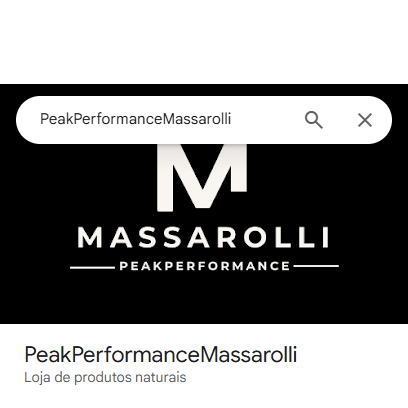 PeakPerformanceMassarolli
M
MASSAROLLI
PEAKPERFORMANCE
PeakPerformanceMassarolli
Loja de produtos naturais